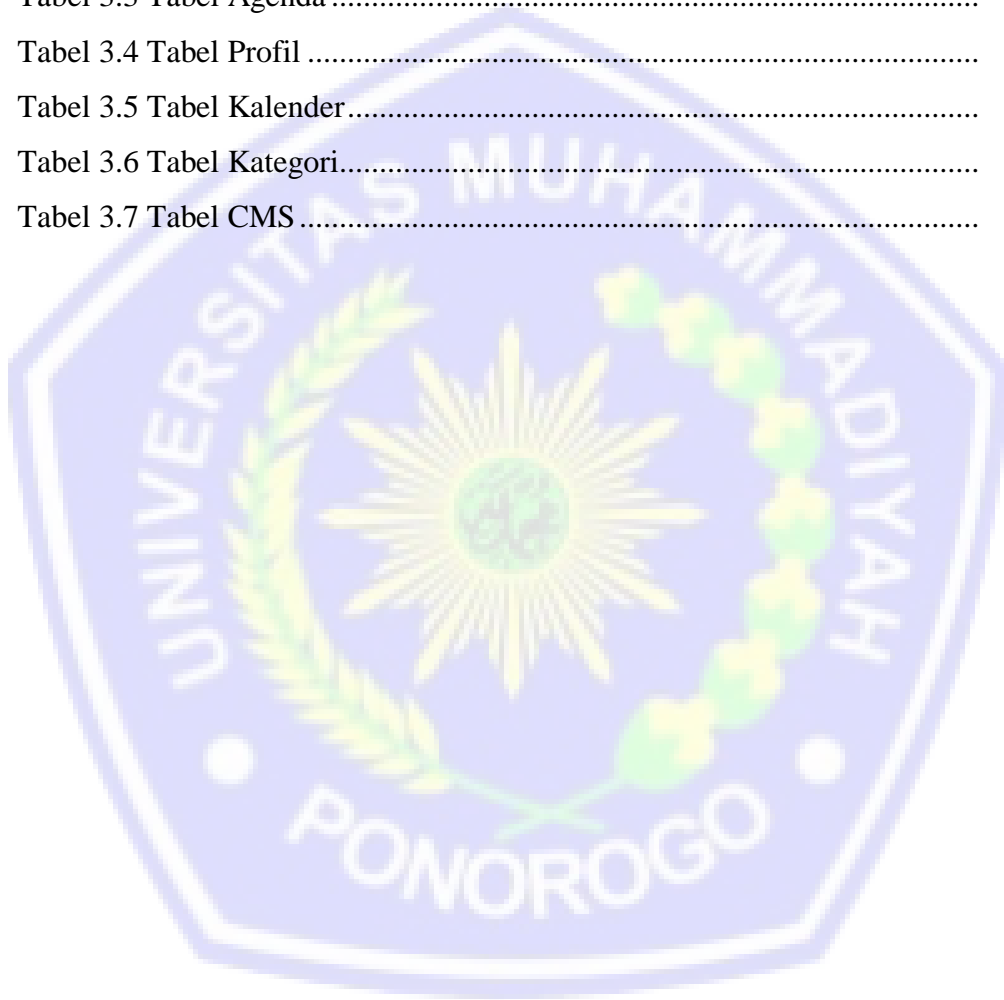 Tabel 3.3 Tabel Agenda ................................................................................
Tabel 3.4 Tabel Profil ...................................................................................
Tabel 3.5 Tabel Kalender..............................................................................
Tabel 3.6 Tabel Kategori...............................................................................
Tabel 3.7 Tabel CMS ....................................................................................
UNIVERSITAS MUHAMMADIYAH
PONOROGO